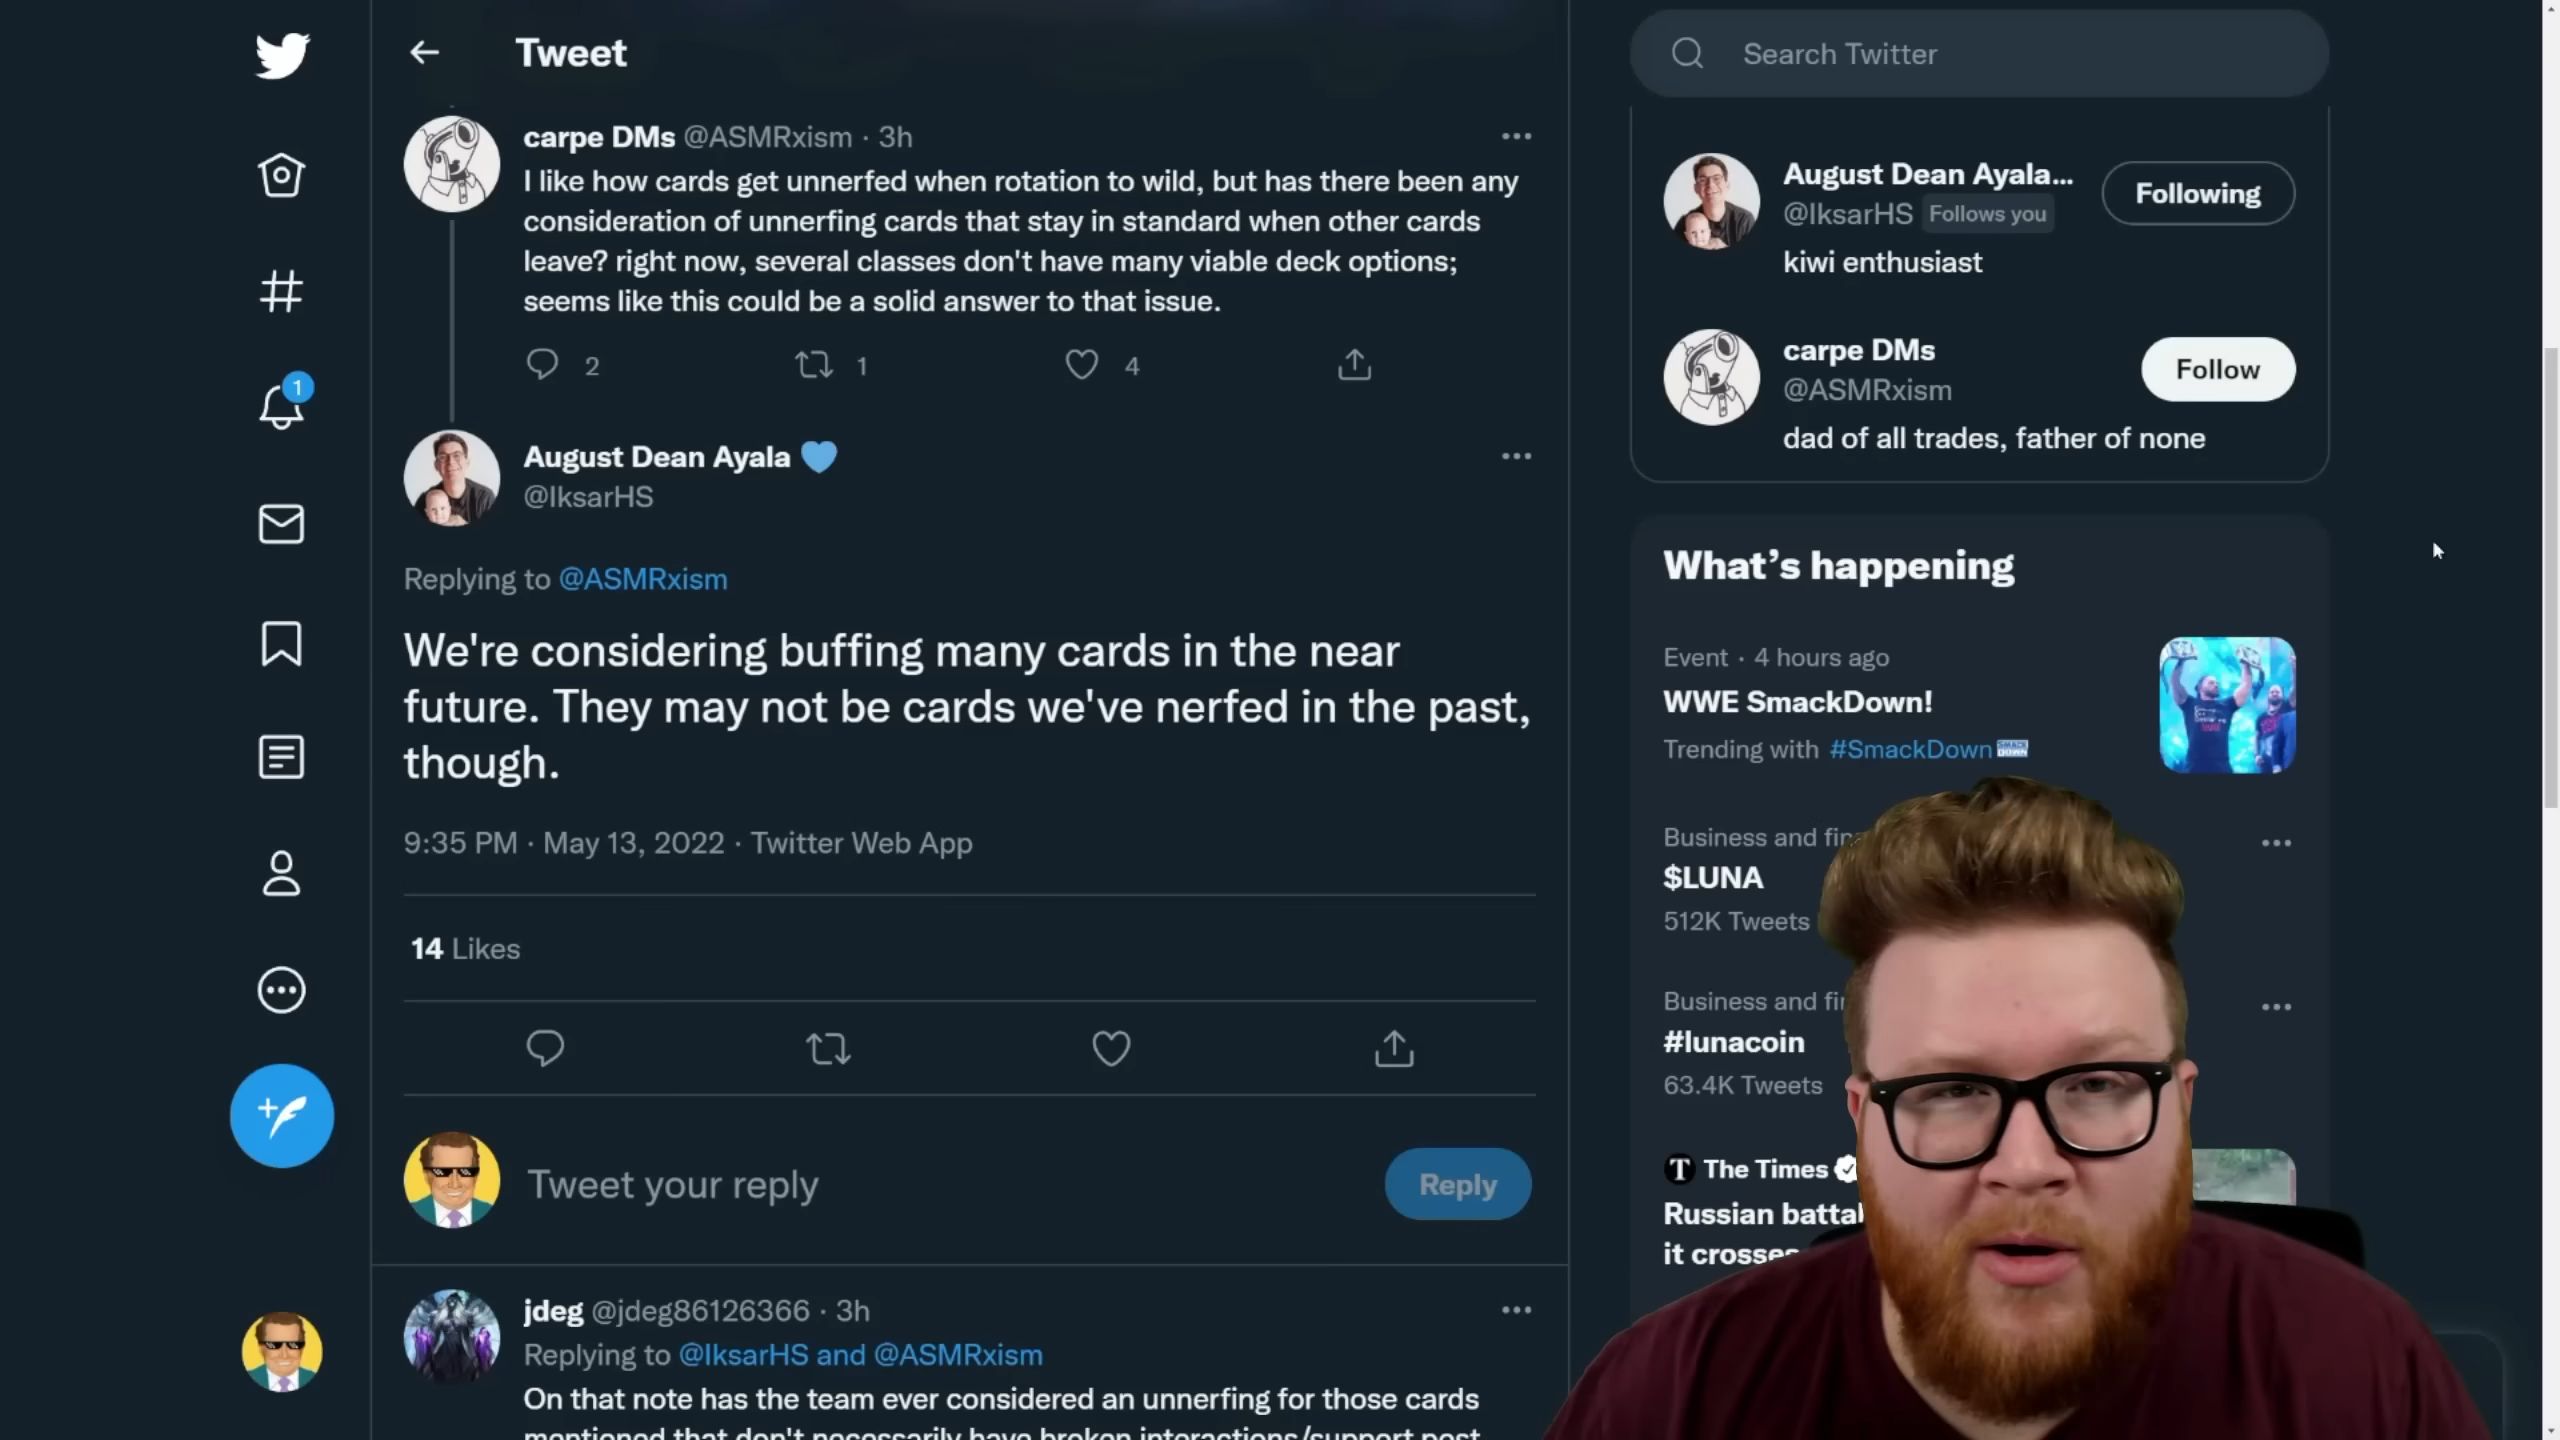 Tweet
Search Twitter
carpe DMs @ASMRxism · 3h
I like how cards get unnerfed when rotation to wild, but has there been any
consideration of unnerfing cards that stay in standard when other cards
leave? right now, several classes don't have many viable deck options;
seems like this could be a solid answer to that issue.
2 1 4
August Dean Ayala
@IksarHS
Replying to @ASMRxism
We're considering buffing many cards in the near
future. They may not be cards we've nerfed in the past,
though.
9:35 PM · May 13, 2022 · Twitter Web App
14 Likes
Tweet your reply
Reply
jdeg @jdeg86126366 · 3h
Replying to @IksarHS and @ASMRxism
On that note has the team ever considered an unnerfing for those cards
mentioned that don't necessarily have broken interactions/support post
1
August Dean Ayala...
Following
@IksarHS Follows you
kiwi enthusiast
carpe DMs
Follow
@ASMRxism
dad of all trades, father of none
What's happening
Event · 4 hours ago
WWE SmackDown!
Trending with #SmackDown
Business and fin
$LUNA
512K Tweets
Business and fin
#lunacoin
63.4K Tweets
T The Times
Russian battal
it crosses